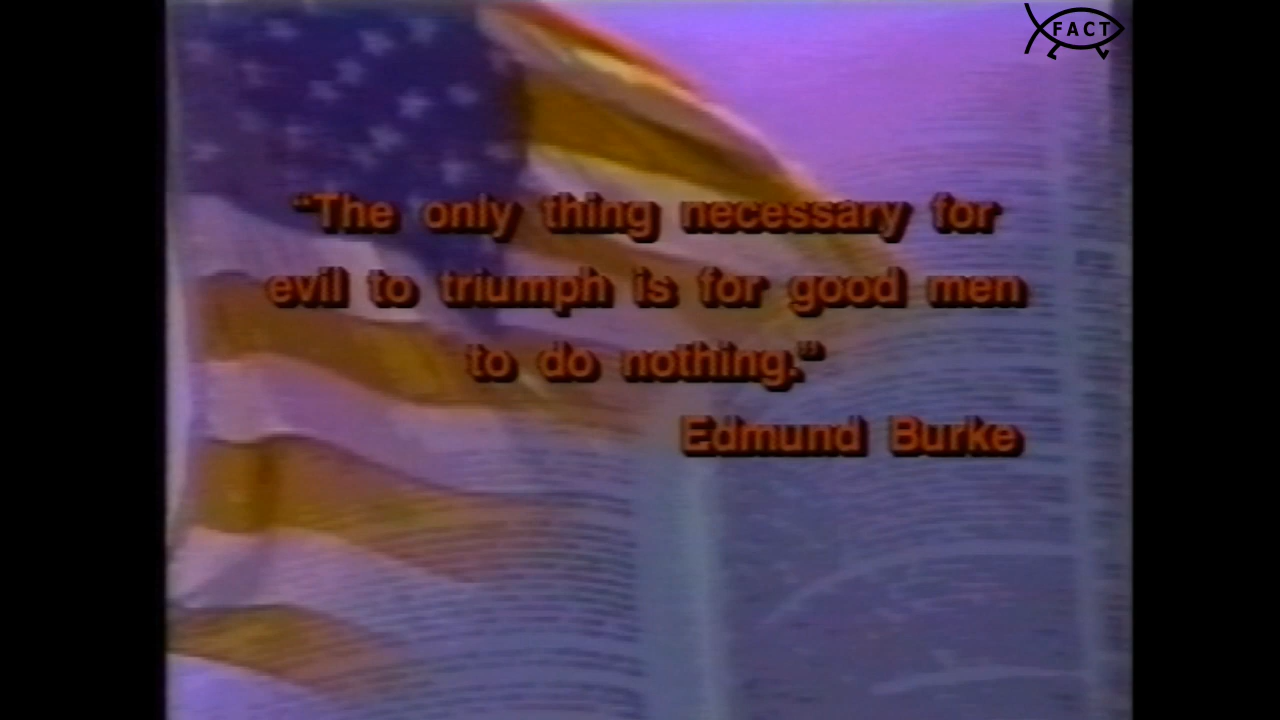 FACT
“The only thing necessary for
evil to triumph is for good men
to do nothing.”
Edmund Burke